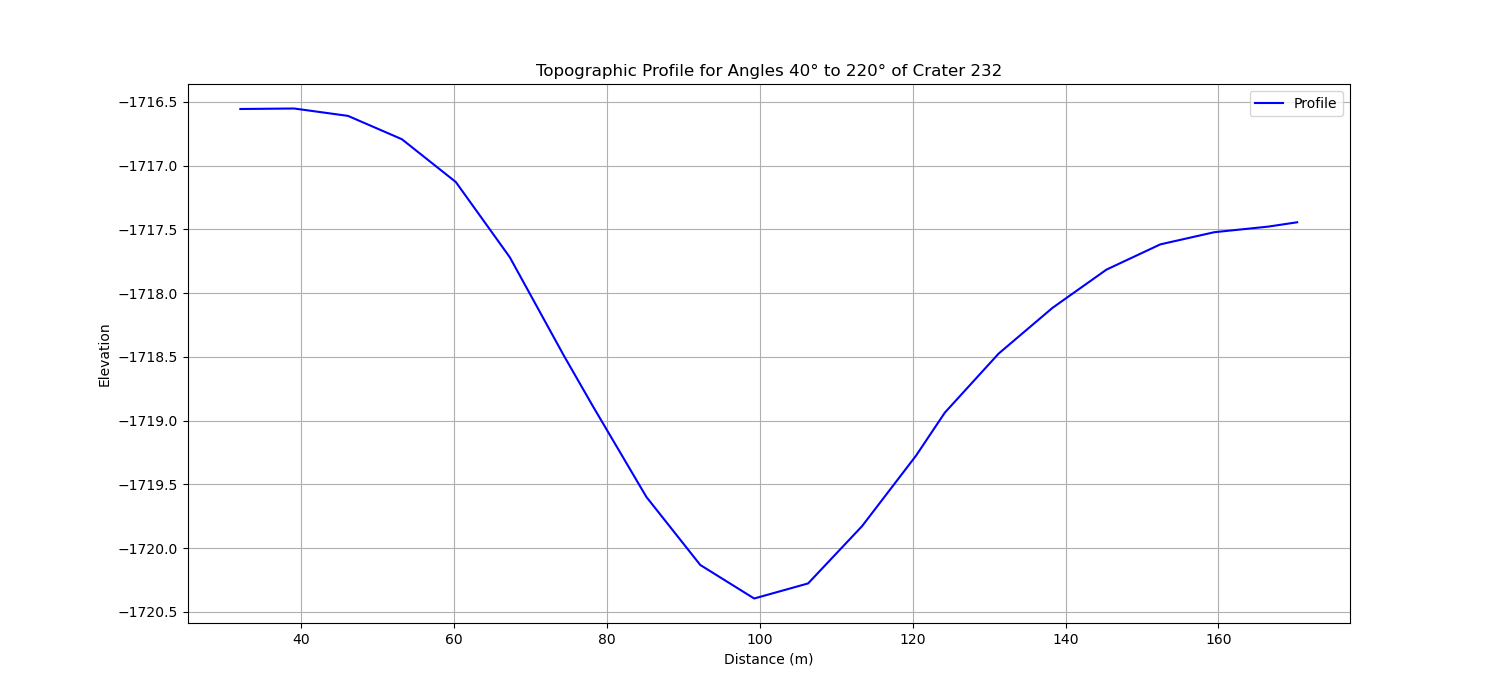 Topographic Profile for Angles 40° to 220° of Crater 232
Profile
−1716.5
−1717.0
−1717.5
−1718.0
−1718.5
−1719.0
−1719.5
−1720.0
−1720.5
Elevation
40 60 80 100 120 140 160
Distance (m)